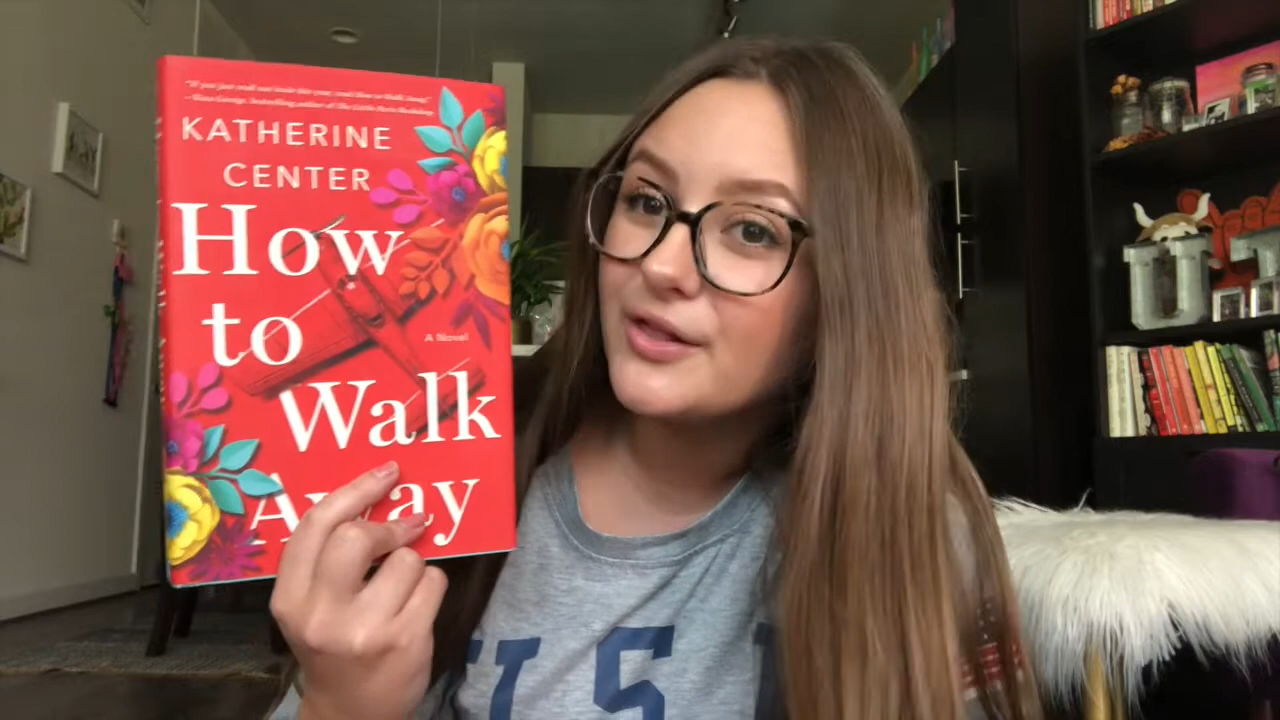 KATHERINE
CENTER
How
to
A Novel
Walk
Away
U S
U T